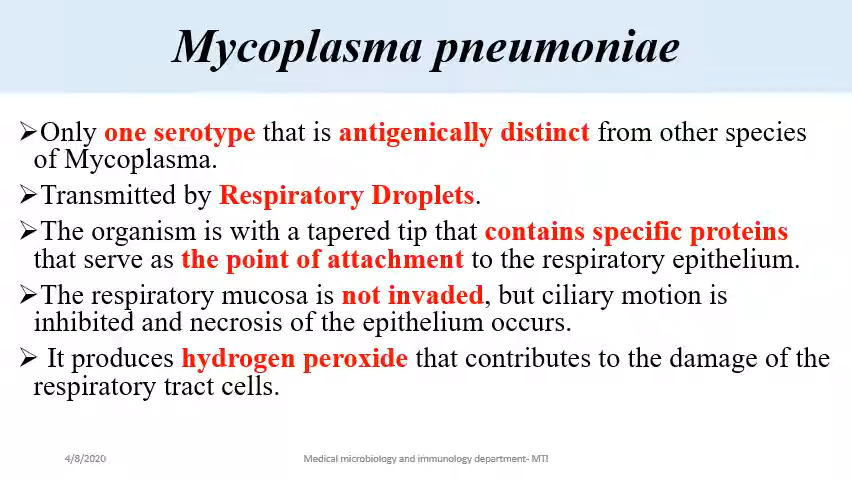 Mycoplasma pneumoniae
➢Only one serotype that is antigenically distinct from other species
of Mycoplasma.
➢Transmitted by Respiratory Droplets.
➢The organism is with a tapered tip that contains specific proteins
that serve as the point of attachment to the respiratory epithelium.
➢The respiratory mucosa is not invaded, but ciliary motion is
inhibited and necrosis of the epithelium occurs.
➢ It produces hydrogen peroxide that contributes to the damage of the
respiratory tract cells.
4/8/2020
Medical microbiology and immunology department- MTI